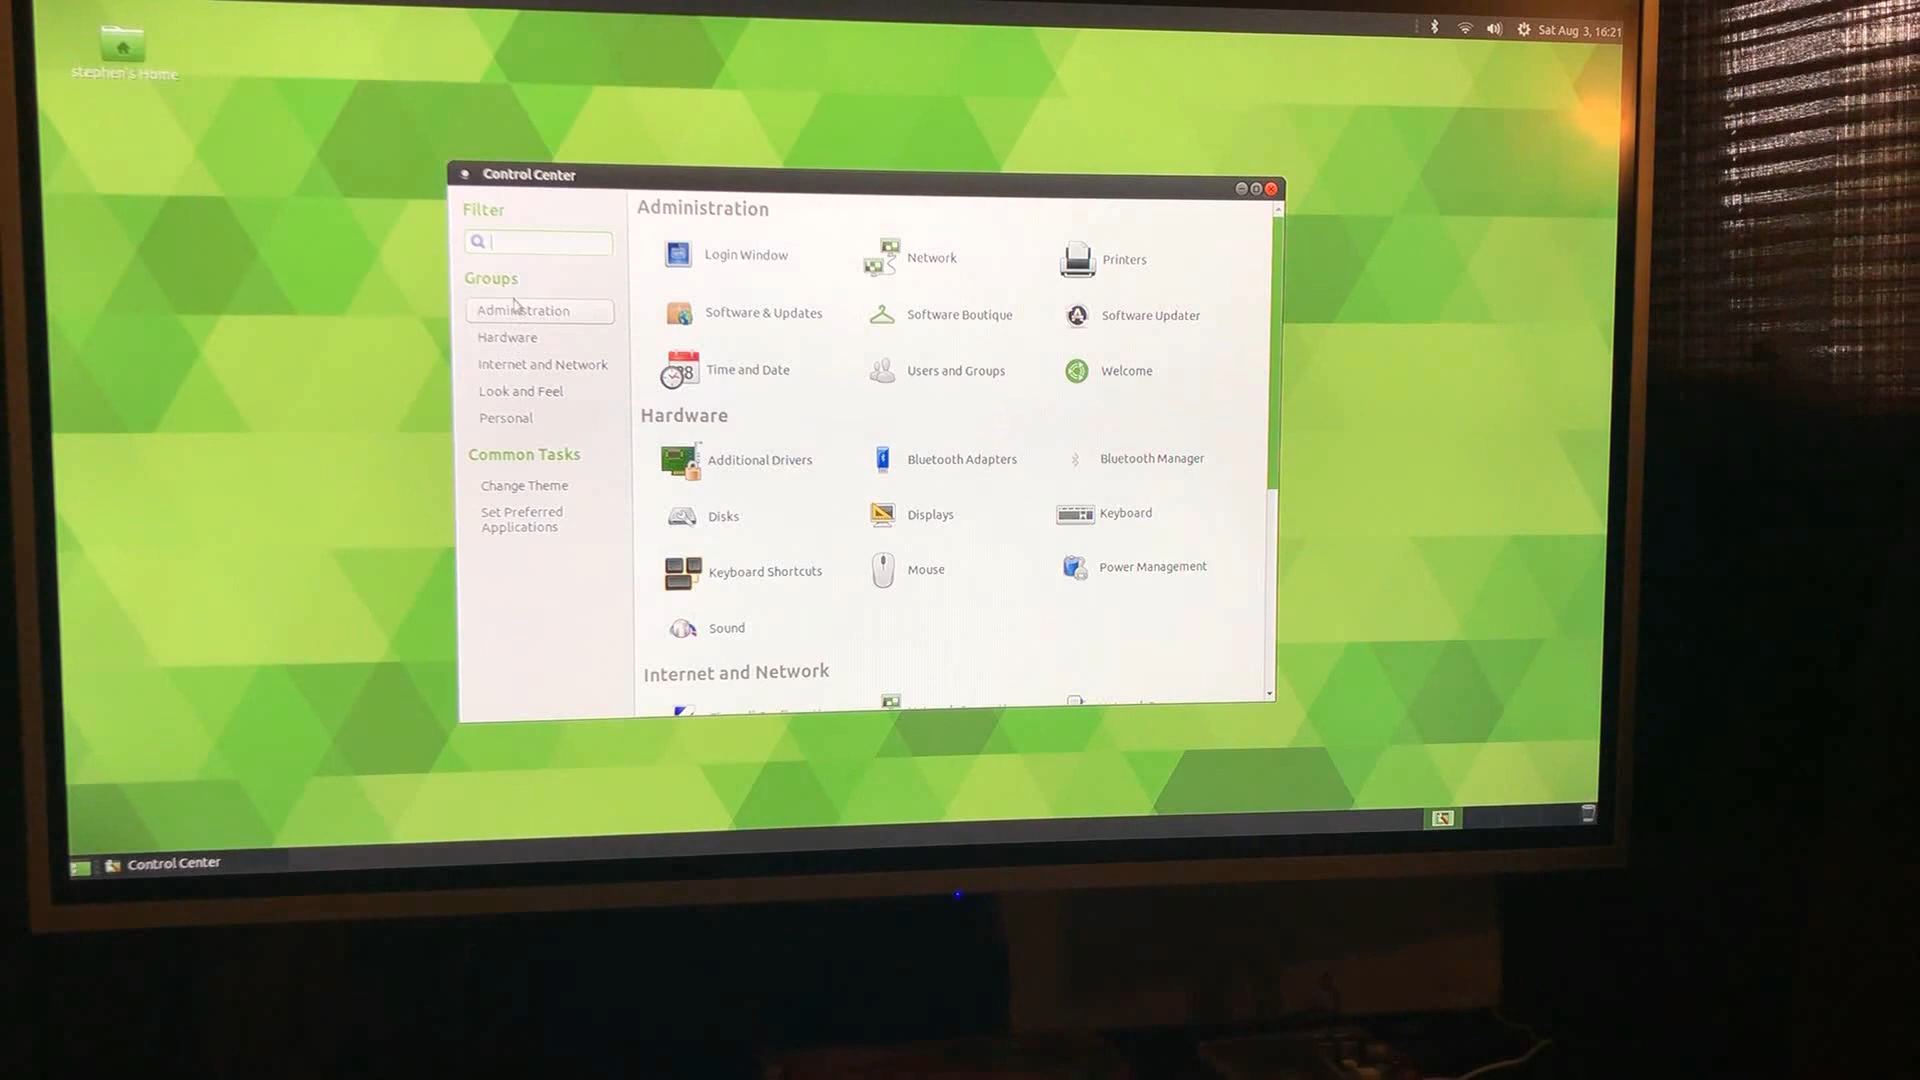 Sat Aug 3, 16:21
stephen's Home
Control Center
Filter
Groups
Administration
Hardware
Internet and Network
Look and Feel
Personal
Common Tasks
Change Theme
Set Preferred
Applications
Administration
Login Window
Network
Printers
Software & Updates
Software Boutique
Software Updater
Time and Date
Users and Groups
Welcome
Hardware
Additional Drivers
Bluetooth Adapters
Bluetooth Manager
Disks
Displays
Keyboard
Keyboard Shortcuts
Mouse
Power Management
Sound
Internet and Network
Control Center